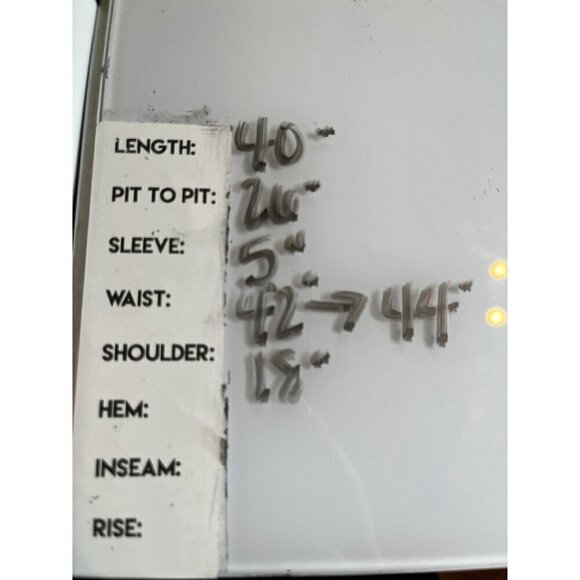 LENGTH: 40"
PIT TO PIT: 26"
SLEEVE: 5"
WAIST: 42" → 44"
SHOULDER: 18"
HEM:
INSEAM:
RISE: